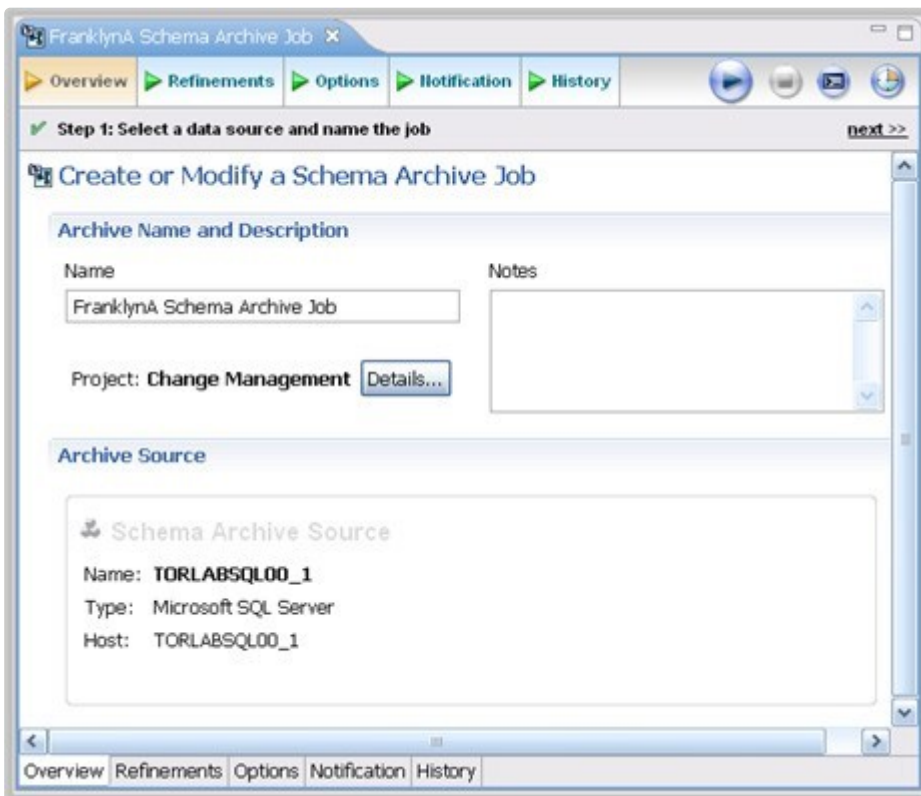 FranklynA Schema Archive Job
Overview Refinements Options Notification History
Step 1: Select a data source and name the job next >>
Create or Modify a Schema Archive Job
Archive Name and Description
Name Notes
FranklynA Schema Archive Job
Project: Change Management Details...
Archive Source
Schema Archive Source
Name: TORLABSQL00_1
Type: Microsoft SQL Server
Host: TORLABSQL00_1
Overview Refinements Options Notification History